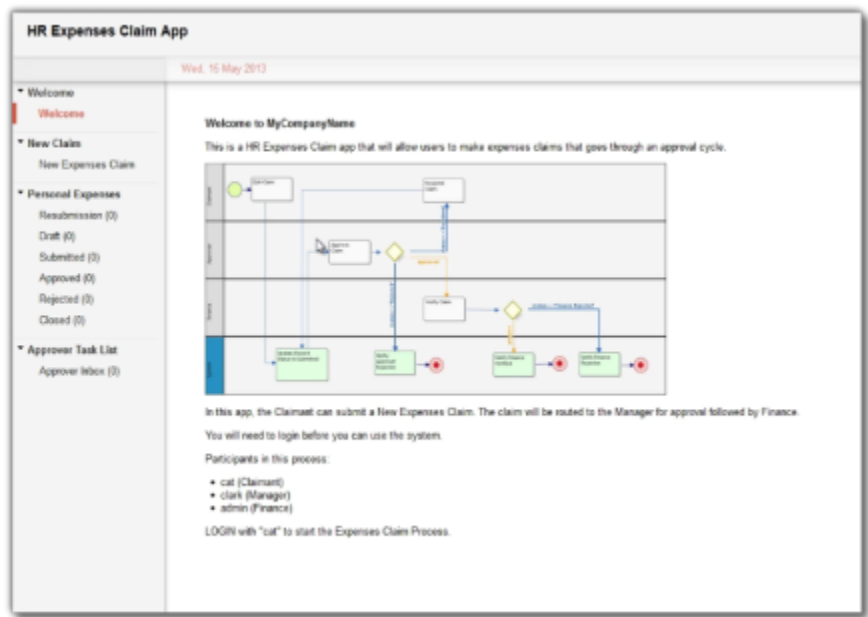 HR Expenses Claim App
Wed, 15 May 2013
Welcome
Welcome
New Claim
New Expenses Claim
Personal Expenses
Resubmission (0)
Draft (0)
Submitted (0)
Approved (0)
Rejected (0)
Closed (0)
Approver Task List
Approver Inbox (0)
Welcome to MyCompanyName
This is a HR Expenses Claim app that will allow users to make expenses claims that goes through an approval cycle.
In this app, the Claimant can submit a New Expenses Claim. The claim will be routed to the Manager for approval followed by Finance.
You will need to login before you can use the system.
Participants in this process:
cat (Claimant)
clark (Manager)
admin (Finance)
LOGIN with "cat" to start the Expenses Claim Process.